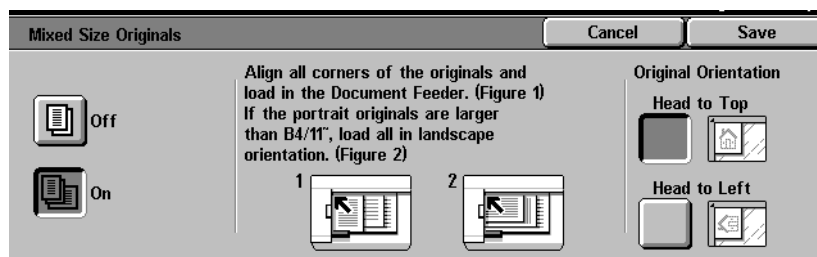 Mixed Size Originals
Cancel
Save
Off
On
Align all corners of the originals and
load in the Document Feeder. (Figure 1)
If the portrait originals are larger
than B4/11″, load all in landscape
orientation. (Figure 2)
1
2
Original Orientation
Head to Top
Head to Left